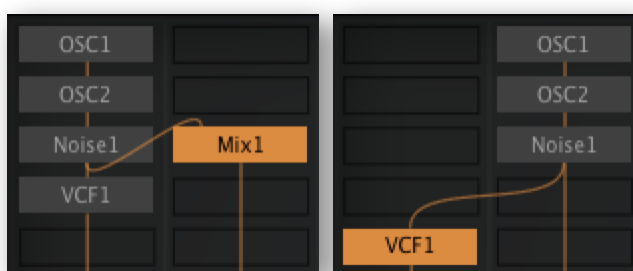 OSC1
OSC2
Noise1
Mix1
VCF1
OSC1
OSC2
Noise1
VCF1